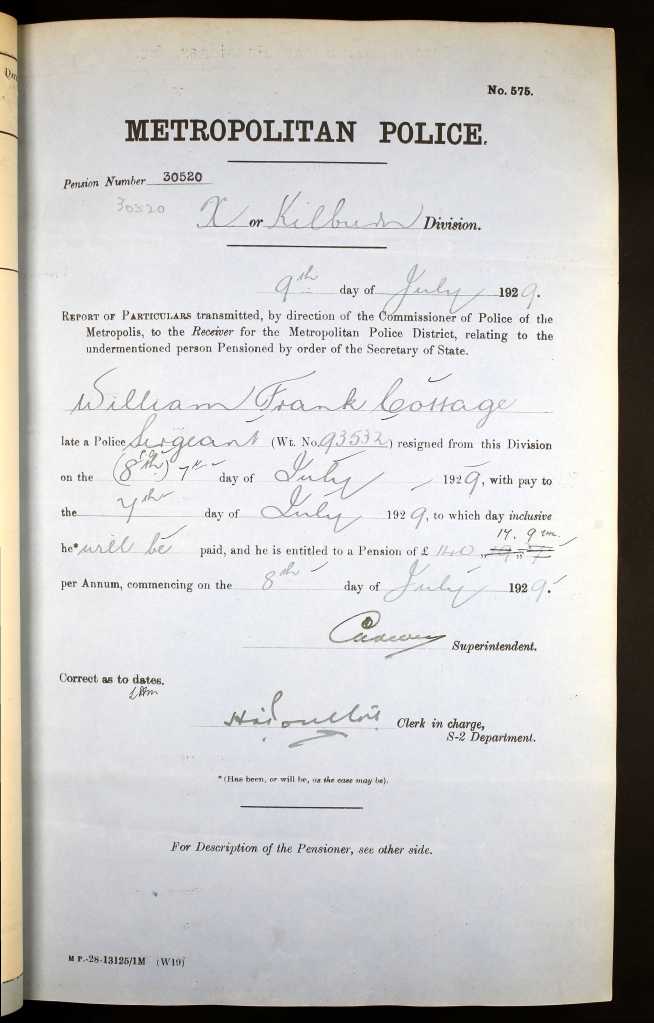 No. 575.
METROPOLITAN POLICE.
Pension Number 30520
30520
X or Kilburn Division.
9th day of July 1929.
REPORT OF PARTICULARS transmitted, by direction of the Commissioner of Police of the
Metropolis, to the Receiver for the Metropolitan Police District, relating to the
undermentioned person Pensioned by order of the Secretary of State.
William Frank Cossage
late a Police Sergeant (Wt. No. 93532) resigned from this Division
on the (8th) 7th day of July 1929, with pay to
the 7th day of July 1929, to which day inclusive
he* will be paid, and he is entitled to a Pension of £ 140 17. 9
per Annum, commencing on the 8th day of July 1929.
Superintendent.
Correct as to dates.
Clerk in charge,
S-2 Department.
* (Has been, or will be, as the case may be).
For Description of the Pensioner, see other side.
M P.-28-13125/1M (W19)